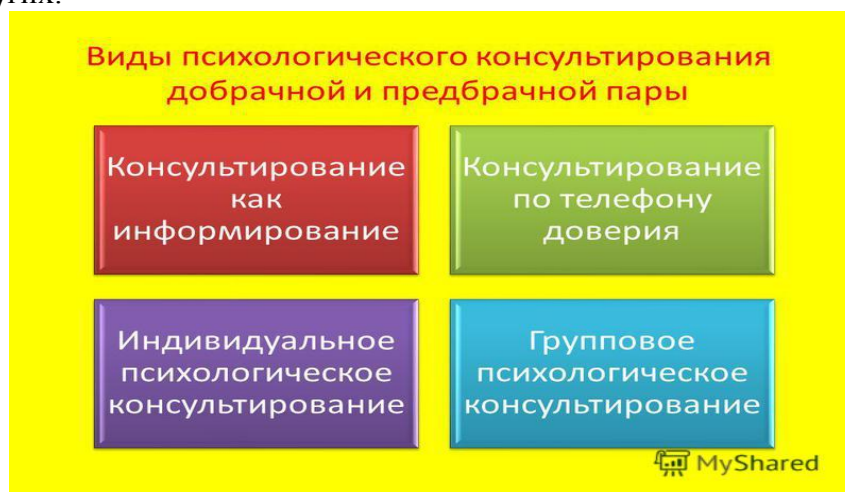 Виды психологического консультирования
добрачной и предбрачной пары
Консультирование
как
информирование
Консультирование
по телефону
доверия
Индивидуальное
психологическое
консультирование
Групповое
психологическое
консультирование
MyShared